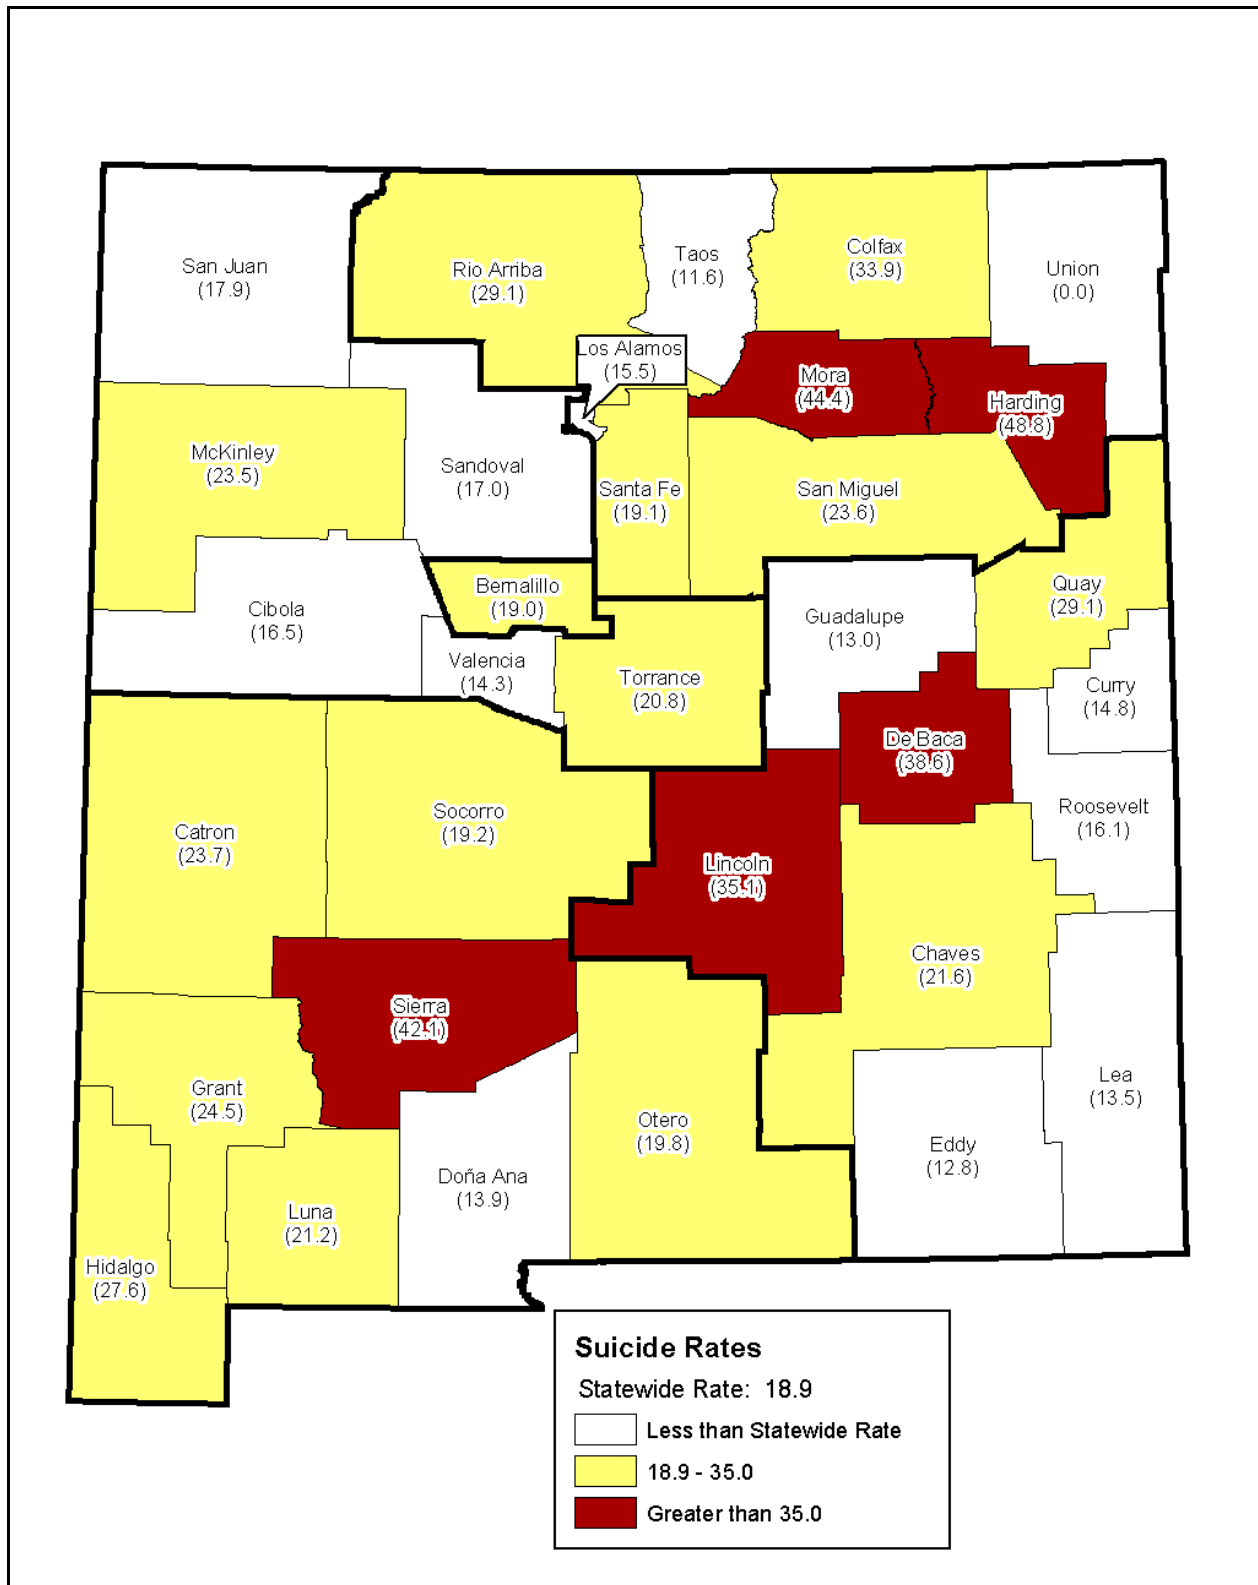 San Juan
(17.9)
Rio Arriba
(29.1)
Taos
(11.6)
Colfax
(33.9)
Union
(0.0)
Los Alamos
(15.5)
Mora
(44.4)
Harding
(48.8)
McKinley
(23.5)
Sandoval
(17.0)
Santa Fe
(19.1)
San Miguel
(23.6)
Quay
(29.1)
Cibola
(16.5)
Bernalillo
(19.0)
Guadalupe
(13.0)
Valencia
(14.3)
Torrance
(20.8)
Curry
(14.8)
De Baca
(38.6)
Roosevelt
(16.1)
Catron
(23.7)
Socorro
(19.2)
Lincoln
(35.1)
Chaves
(21.6)
Sierra
(42.1)
Grant
(24.5)
Otero
(19.8)
Lea
(13.5)
Eddy
(12.8)
Doña Ana
(13.9)
Luna
(21.2)
Hidalgo
(27.6)
Suicide Rates
Statewide Rate: 18.9
Less than Statewide Rate
18.9 - 35.0
Greater than 35.0